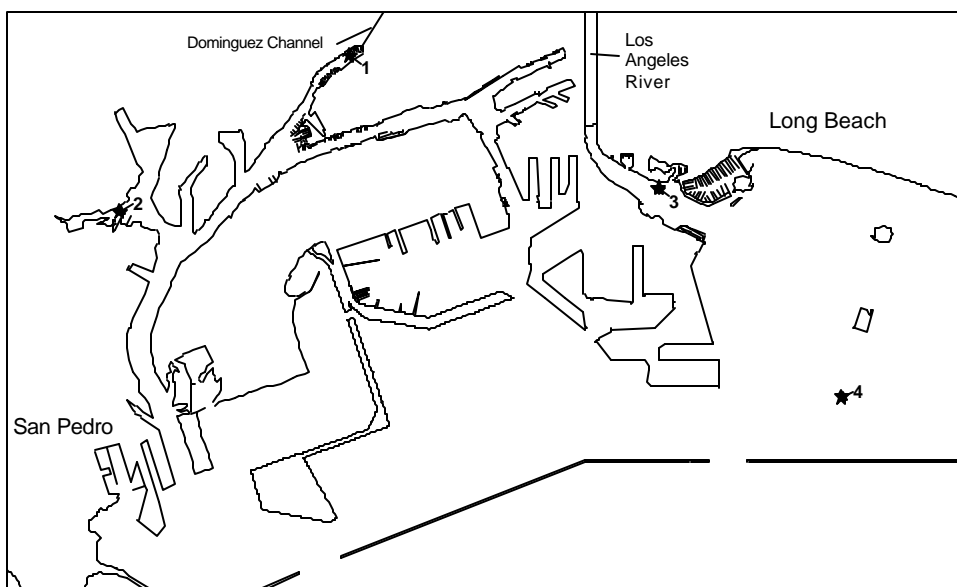 Dominguez Channel
1
Los
Angeles
River
Long Beach
2
3
4
San Pedro